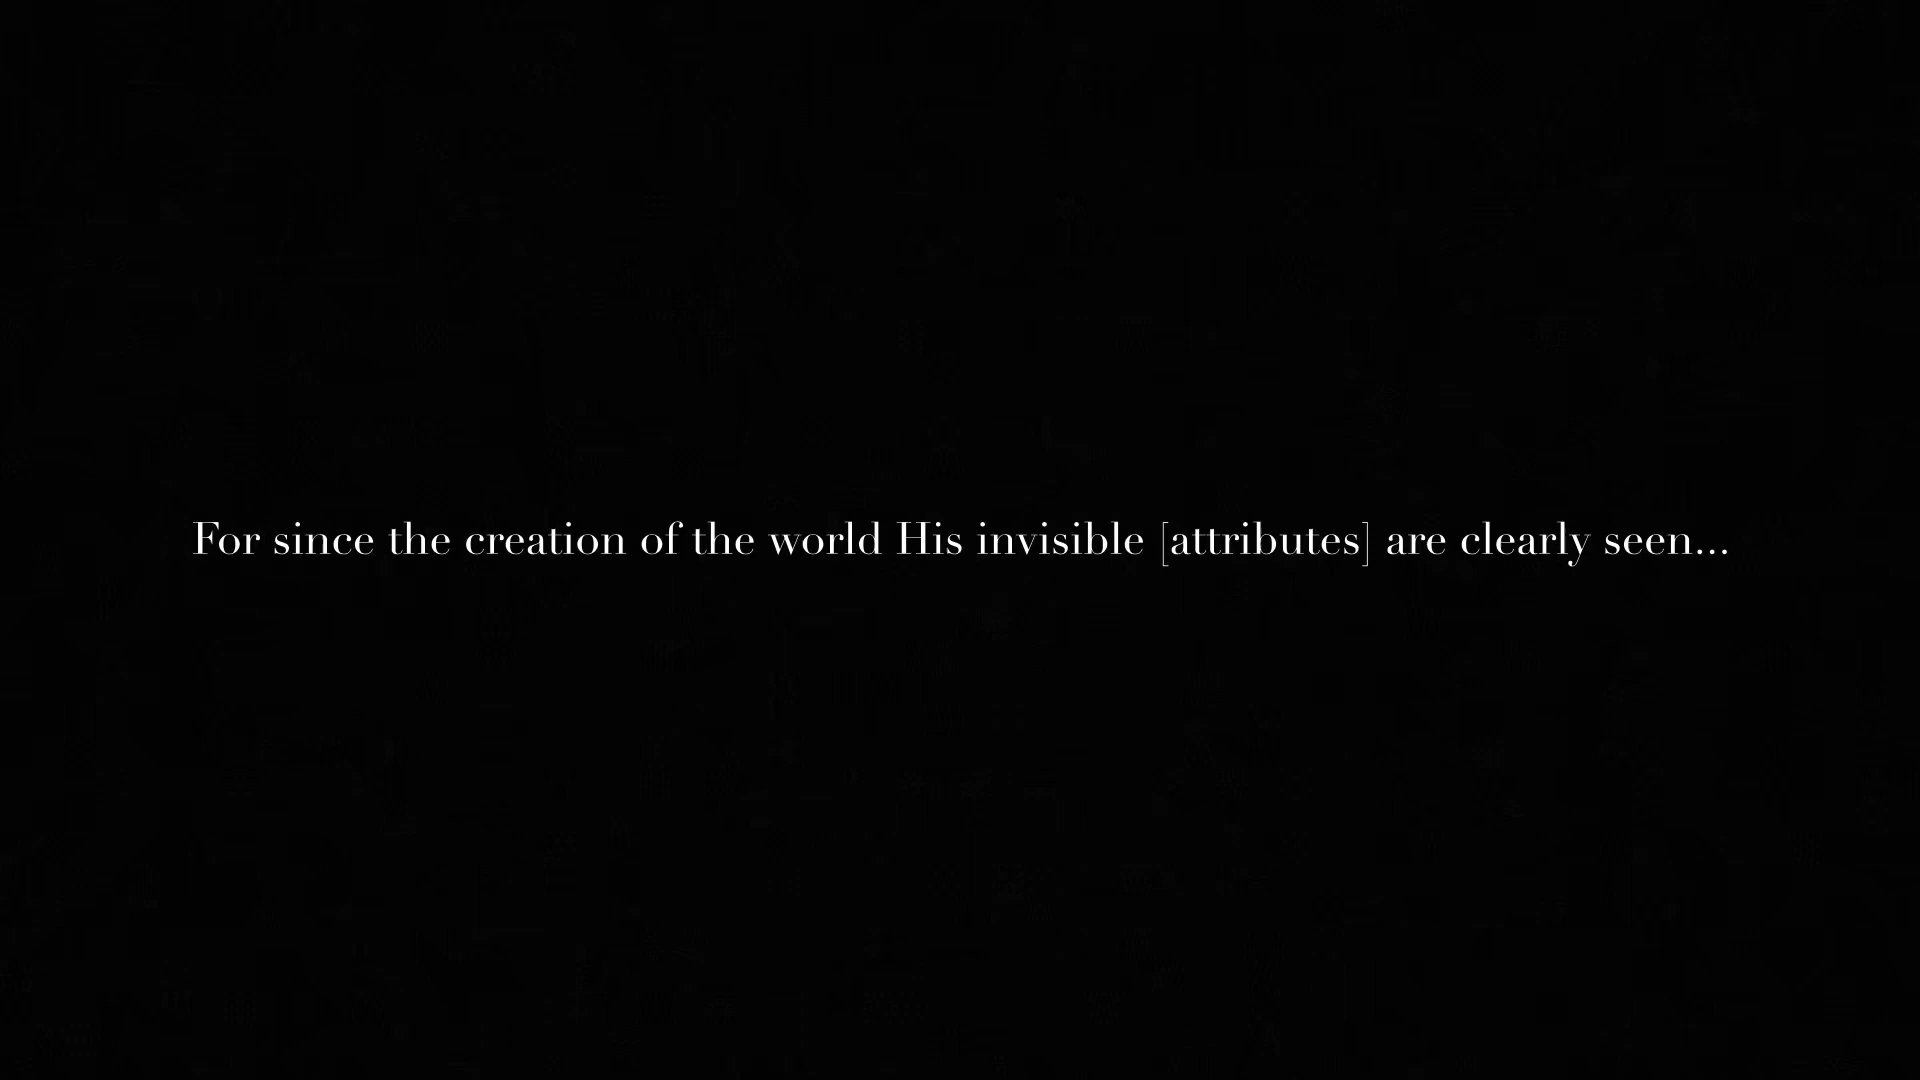 For since the creation of the world His invisible [attributes] are clearly seen...